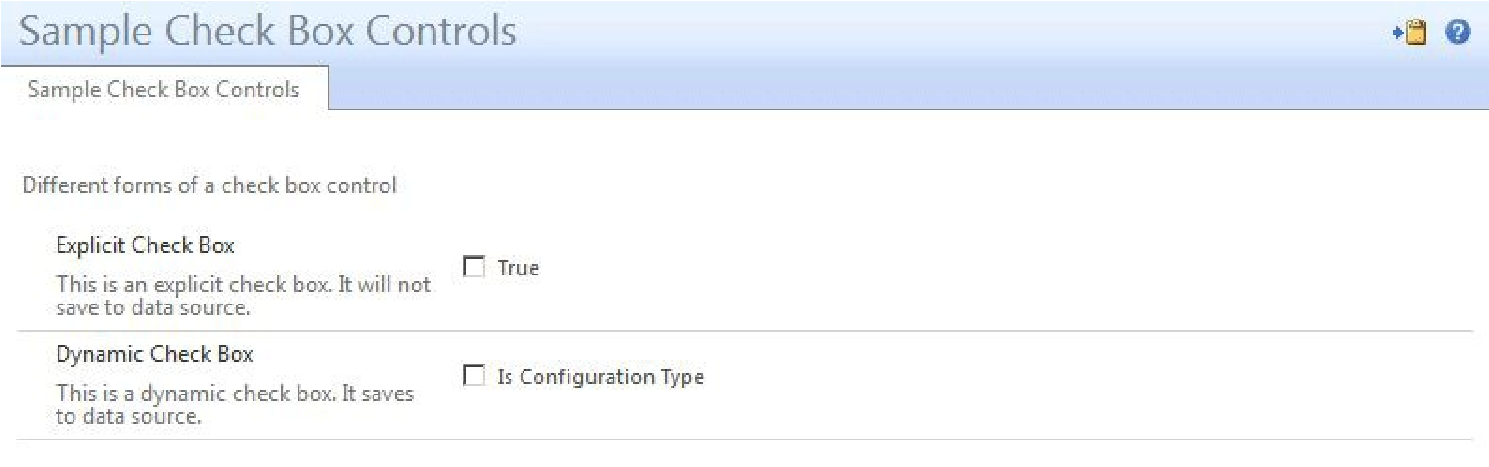 Sample Check Box Controls
?
Sample Check Box Controls
Different forms of a check box control
Explicit Check Box
This is an explicit check box. It will not
save to data source.
True
Dynamic Check Box
This is a dynamic check box. It saves
to data source.
Is Configuration Type